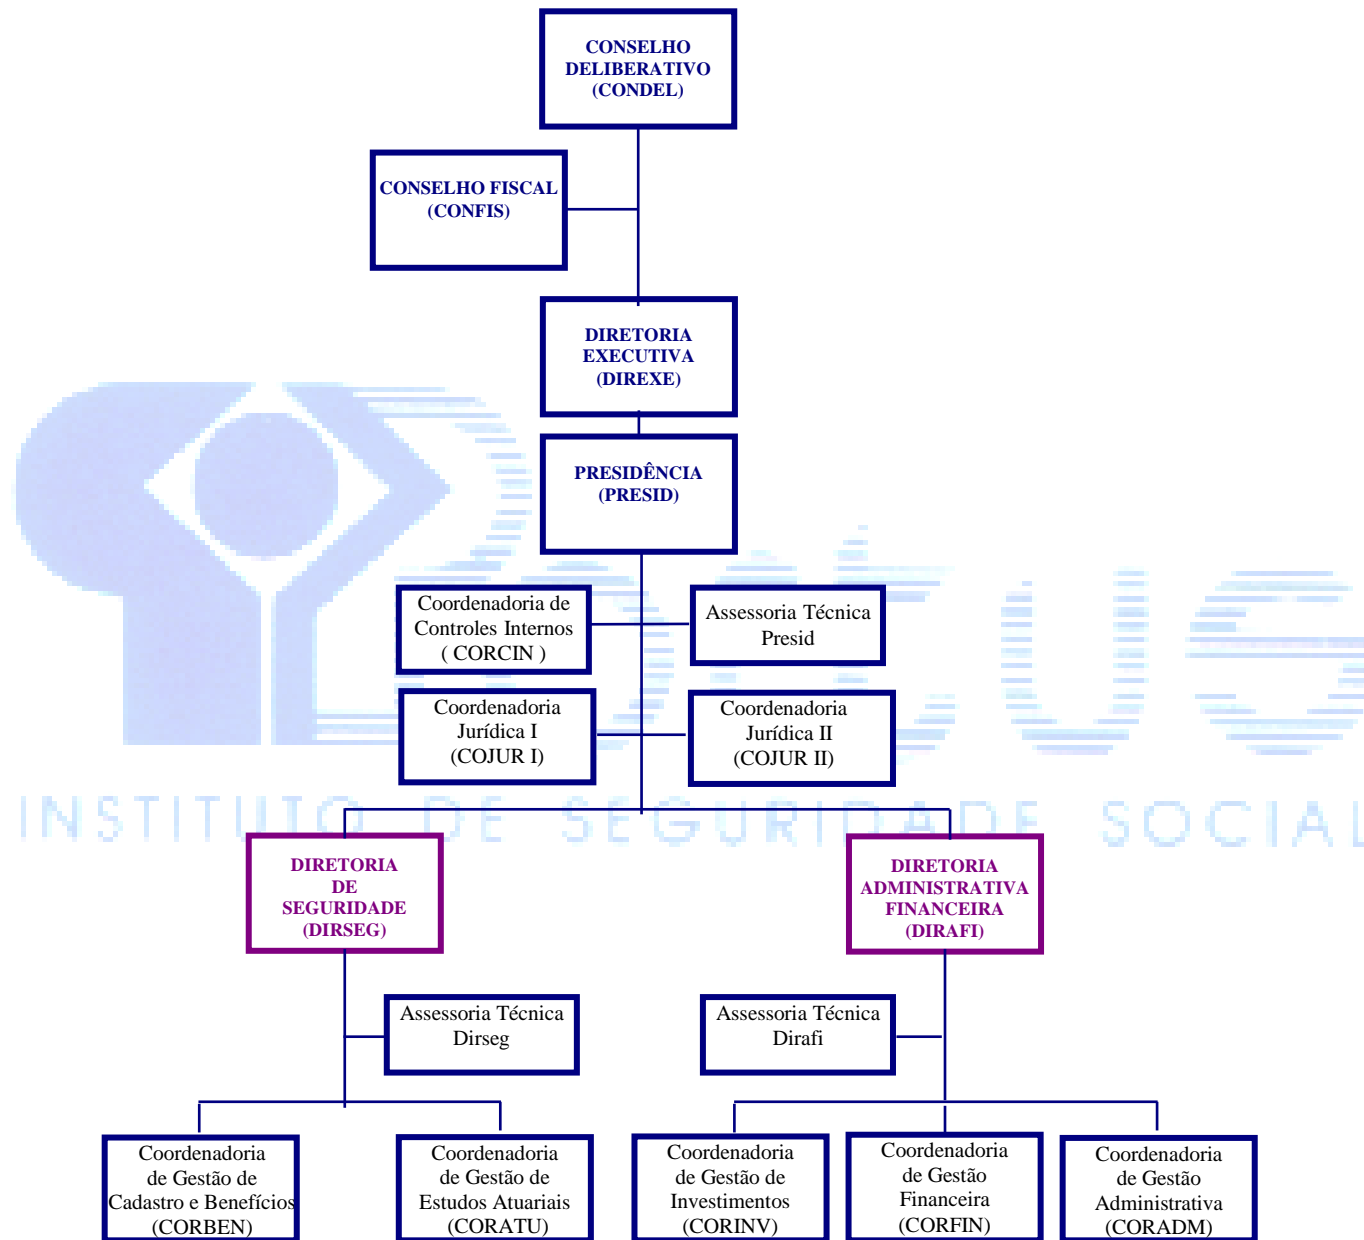 CONSELHO
DELIBERATIVO
(CONDEL)
CONSELHO FISCAL
(CONFIS)
DIRETORIA
EXECUTIVA
(DIREXE)
PRESIDÊNCIA
(PRESID)
Coordenadoria de
Controles Internos
( CORCIN )
Assessoria Técnica
Presid
Coordenadoria
Jurídica I
(COJUR I)
Coordenadoria
Jurídica II
(COJUR II)
INSTITUTO DE SEGURIDADE SOCIAL
DIRETORIA
DE
SEGURIDADE
(DIRSEG)
DIRETORIA
ADMINISTRATIVA
FINANCEIRA
(DIRAFI)
Assessoria Técnica
Dirseg
Assessoria Técnica
Dirafi
Coordenadoria
de Gestão de
Cadastro e Benefícios
(CORBEN)
Coordenadoria
de Gestão de
Estudos Atuariais
(CORATU)
Coordenadoria
de Gestão de
Investimentos
(CORINV)
Coordenadoria
de Gestão
Financeira
(CORFIN)
Coordenadoria
de Gestão
Administrativa
(CORADM)